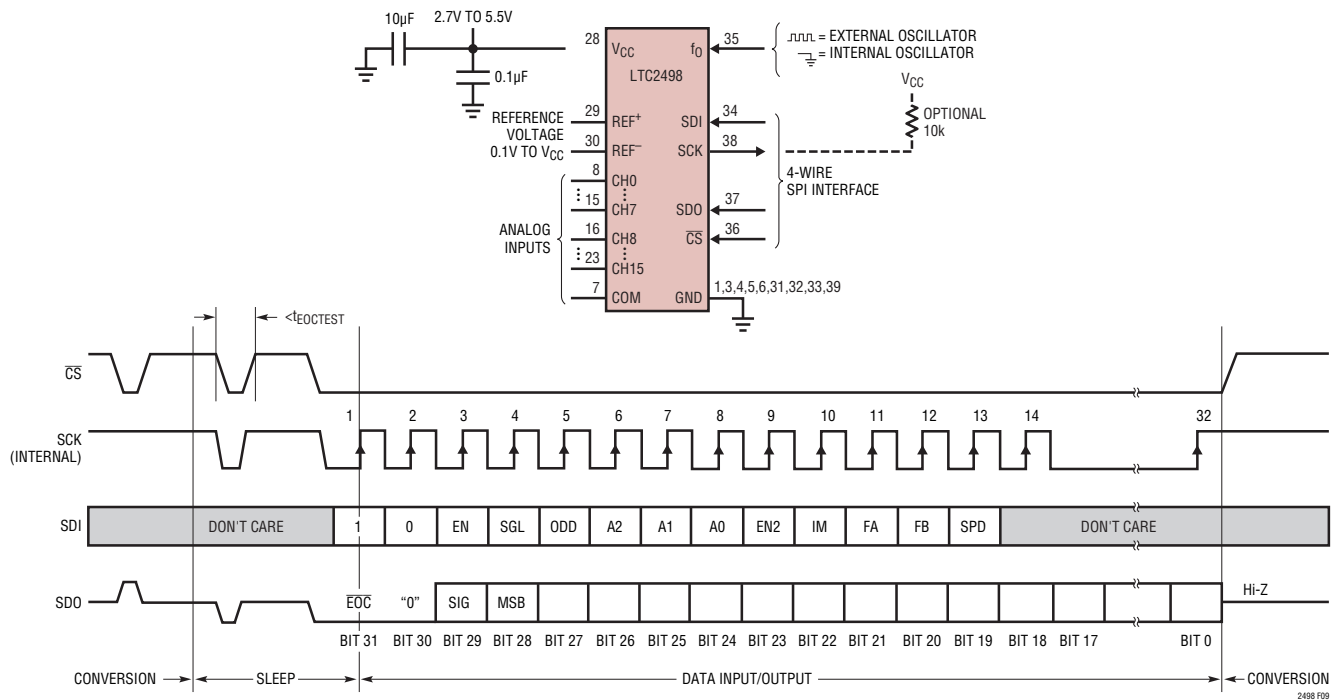 10µF
2.7V TO 5.5V
0.1µF
28
VCC
fO
35
LTC2498
= EXTERNAL OSCILLATOR
= INTERNAL OSCILLATOR
VCC
OPTIONAL
10k
REFERENCE
VOLTAGE
0.1V TO VCC
29
REF+
30
REF–
SDI
34
SCK
38
4-WIRE
SPI INTERFACE
SDO
37
CS
36
ANALOG
INPUTS
8
CH0
15
CH7
16
CH8
23
CH15
7
COM
GND
1,3,4,5,6,31,32,33,39
<tEOCTEST
CS
1 2 3 4 5 6 7 8 9 10 11 12 13 14 32
SCK
(INTERNAL)
SDI DON'T CARE 1 0 EN SGL ODD A2 A1 A0 EN2 IM FA FB SPD DON'T CARE
SDO EOC “0” SIG MSB Hi-Z
BIT 31 BIT 30 BIT 29 BIT 28 BIT 27 BIT 26 BIT 25 BIT 24 BIT 23 BIT 22 BIT 21 BIT 20 BIT 19 BIT 18 BIT 17 BIT 0
CONVERSION SLEEP DATA INPUT/OUTPUT CONVERSION
2498 F09